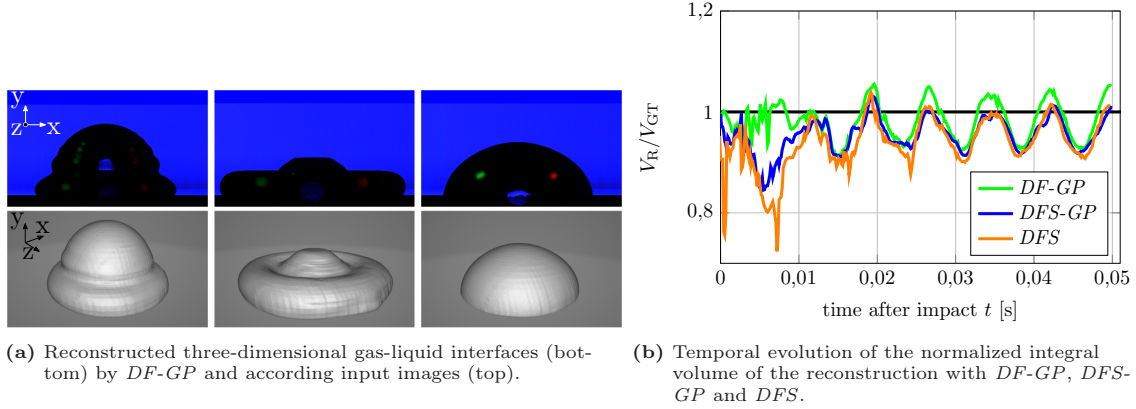 y
z x
y
x
z
(a) Reconstructed three-dimensional gas-liquid interfaces (bot-
tom) by DF-GP and according input images (top).
1,2
1
0,8
V_R/V_GT
0 0,01 0,02 0,03 0,04 0,05
time after impact t [s]
DF-GP
DFS-GP
DFS
(b) Temporal evolution of the normalized integral
volume of the reconstruction with DF-GP, DFS-
GP and DFS.